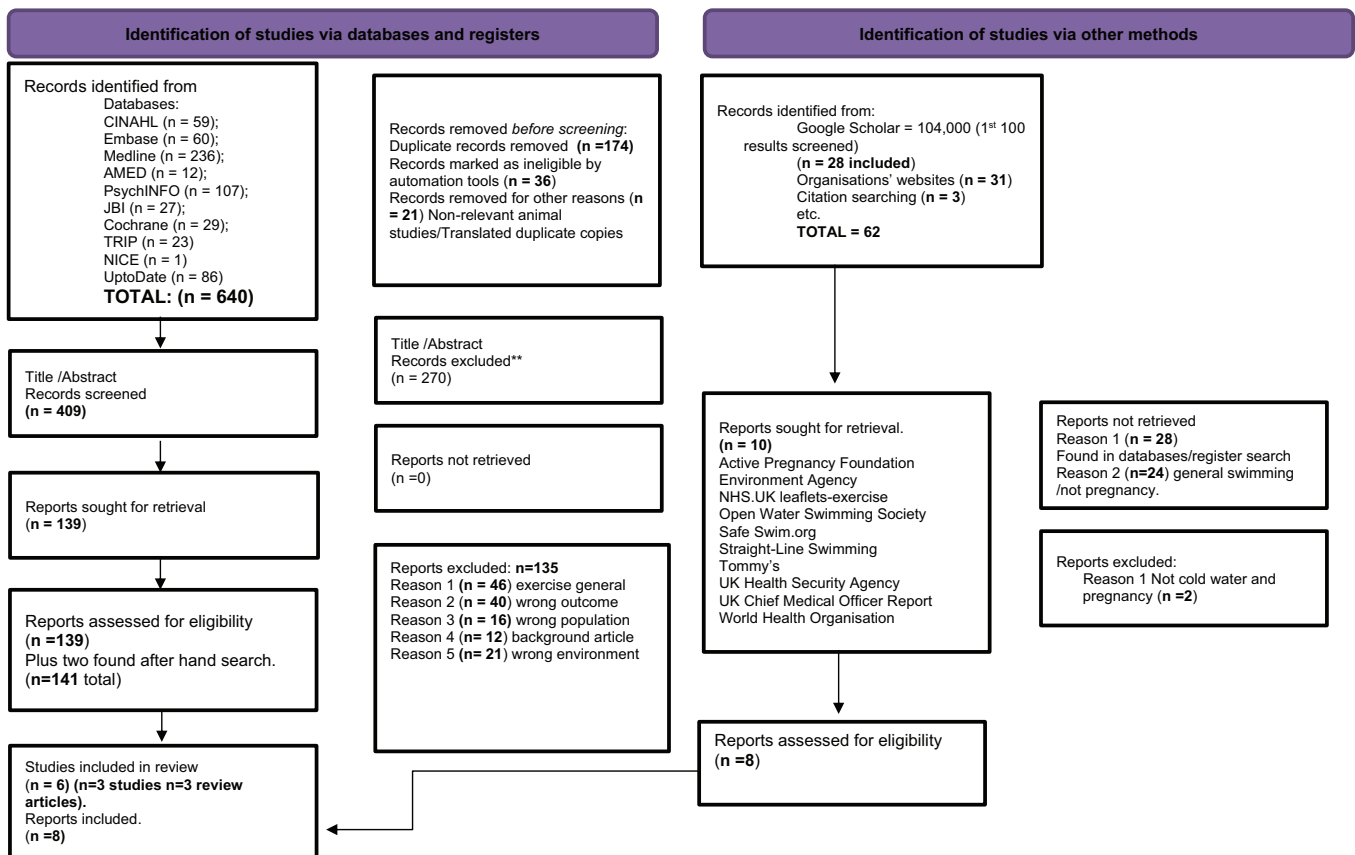 Identification of studies via databases and registers
Identification of studies via other methods
Records identified from
Databases:
CINAHL (n = 59);
Embase (n = 60);
Medline (n = 236);
AMED (n = 12);
PsychINFO (n = 107);
JBI (n = 27);
Cochrane (n = 29);
TRIP (n = 23)
NICE (n = 1)
UptoDate (n = 86)
TOTAL: (n = 640)
Records removed before screening:
Duplicate records removed (n =174)
Records marked as ineligible by
automation tools (n = 36)
Records removed for other reasons (n
= 21) Non-relevant animal
studies/Translated duplicate copies
Records identified from:
Google Scholar = 104,000 (1st 100
results screened)
(n = 28 included)
Organisations' websites (n = 31)
Citation searching (n = 3)
etc.
TOTAL = 62
Title /Abstract
Records screened
(n = 409)
Title /Abstract
Records excluded**
(n = 270)
Reports sought for retrieval
(n = 139)
Reports not retrieved
(n =0)
Reports sought for retrieval.
(n = 10)
Active Pregnancy Foundation
Environment Agency
NHS.UK leaflets-exercise
Open Water Swimming Society
Safe Swim.org
Straight-Line Swimming
Tommy's
UK Health Security Agency
UK Chief Medical Officer Report
World Health Organisation
Reports not retrieved
Reason 1 (n = 28)
Found in databases/register search
Reason 2 (n=24) general swimming
/not pregnancy.
Reports assessed for eligibility
(n =139)
Plus two found after hand search.
(n=141 total)
Reports excluded: n=135
Reason 1 (n = 46) exercise general
Reason 2 (n = 40) wrong outcome
Reason 3 (n = 16) wrong population
Reason 4 (n= 12) background article
Reason 5 (n= 21) wrong environment
Reports excluded:
Reason 1 Not cold water and
pregnancy (n =2)
Studies included in review
(n = 6) (n=3 studies n=3 review
articles).
Reports included.
(n =8)
Reports assessed for eligibility
(n =8)